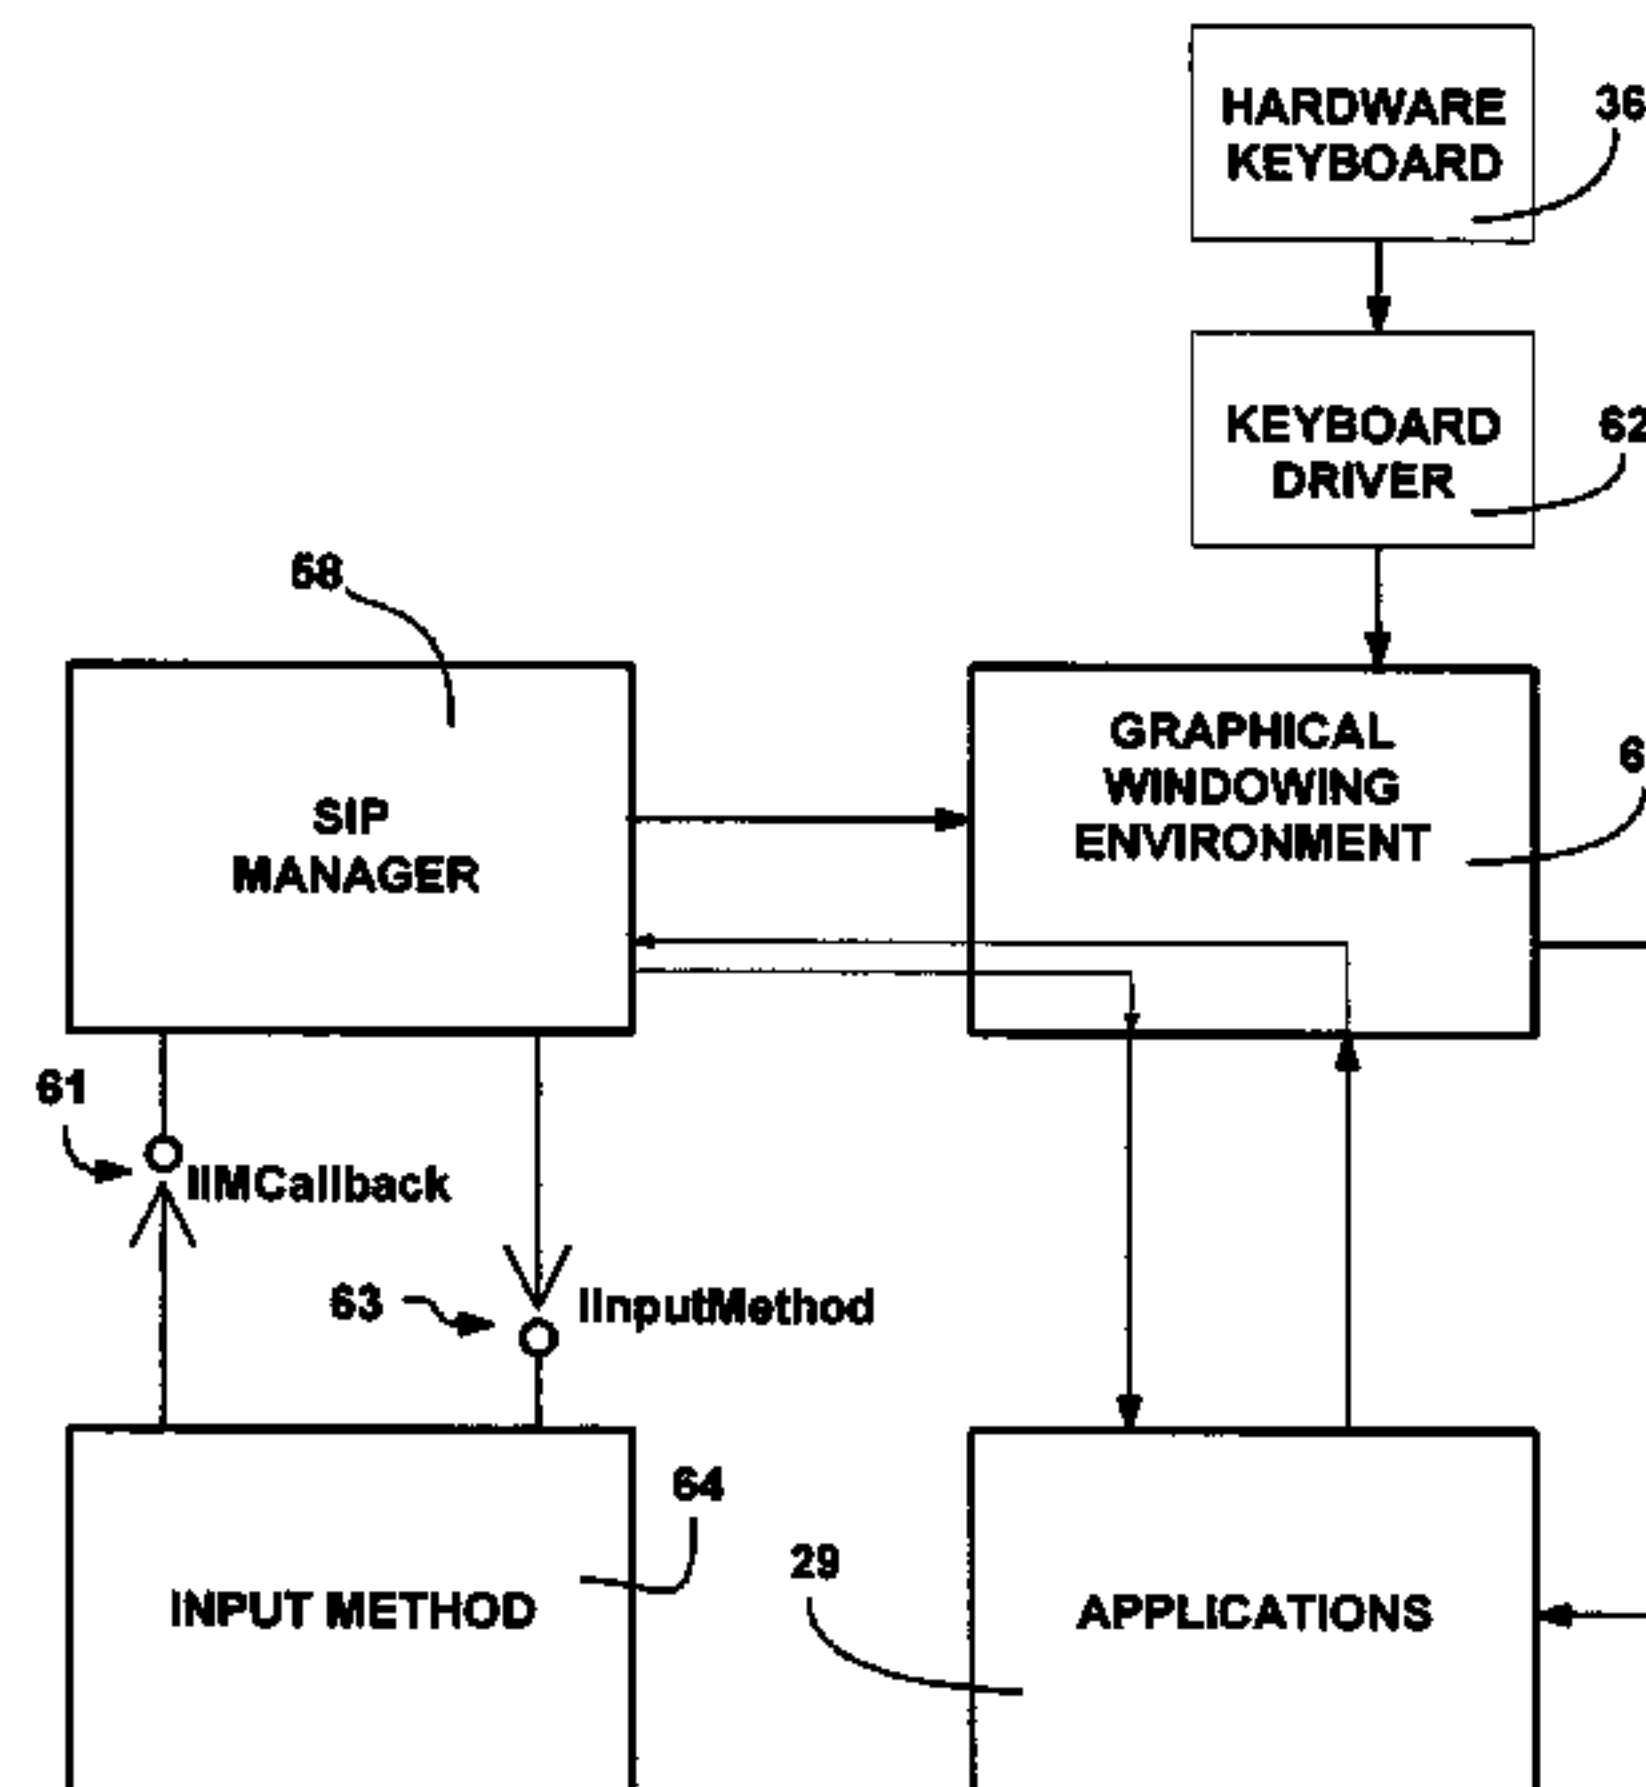 HARDWARE
KEYBOARD
36
KEYBOARD
DRIVER
62
GRAPHICAL
WINDOWING
ENVIRONMENT
6
SIP
MANAGER
61
IIMCallback
63
IInputMethod
64
INPUT METHOD
29
APPLICATIONS